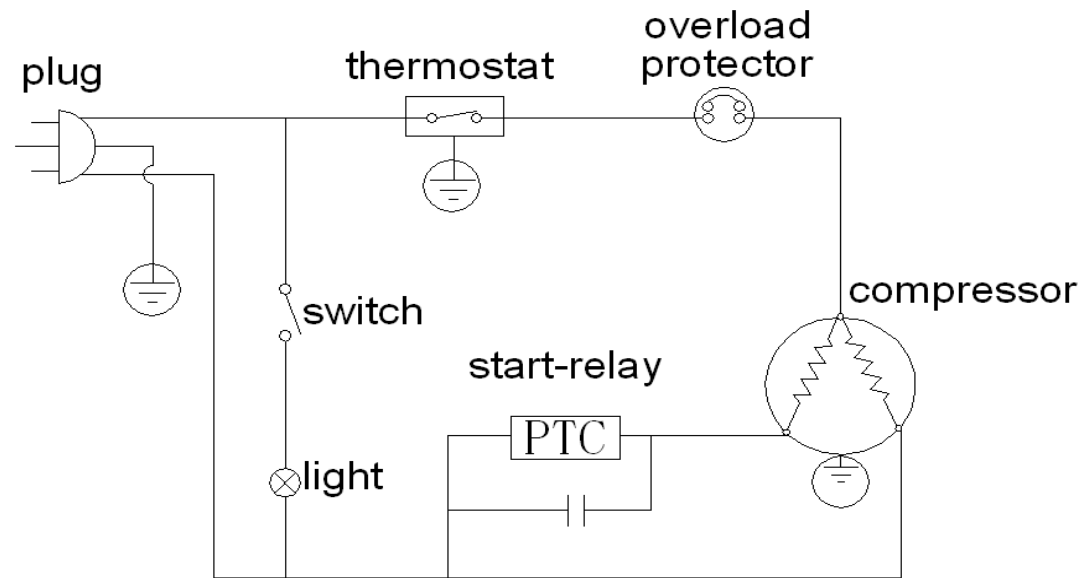 plug
thermostat
overload
protector
switch
compressor
start-relay
PTC
light